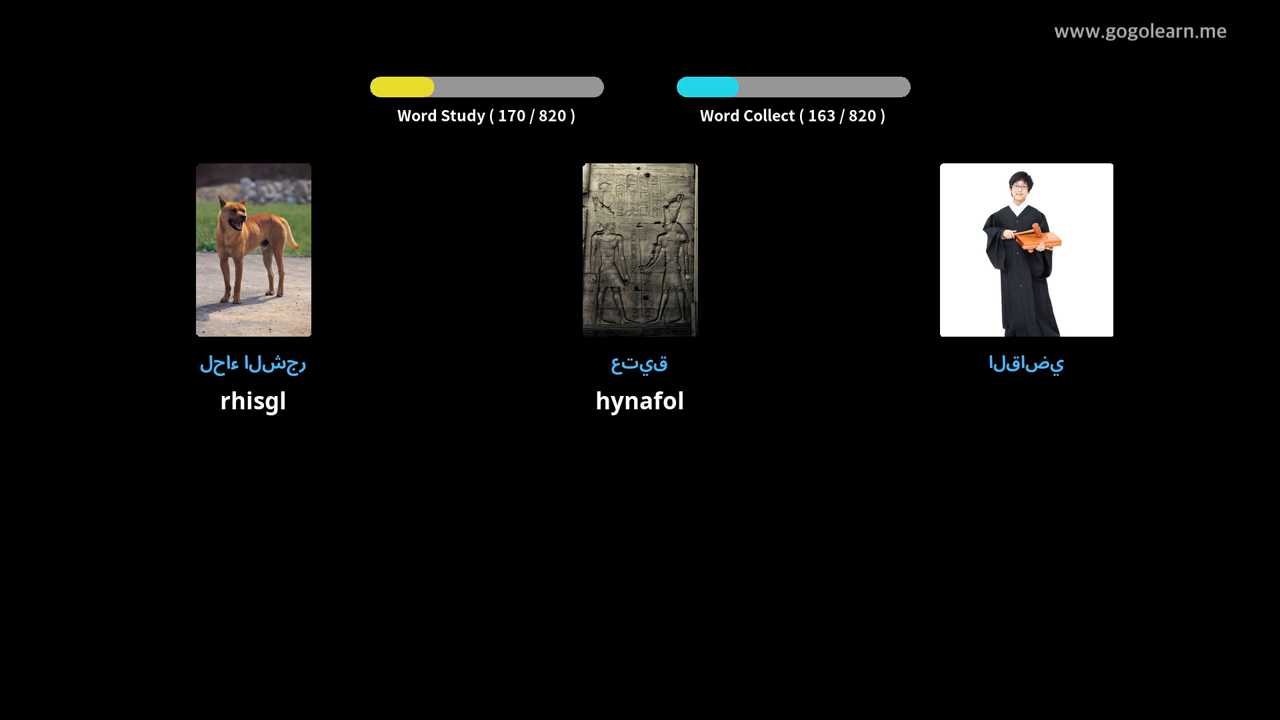 www.gogolearn.me
Word Study ( 170 / 820 )
Word Collect ( 163 / 820 )
لحاء الشجر
عتيق
القاضي
rhisgl
hynafol